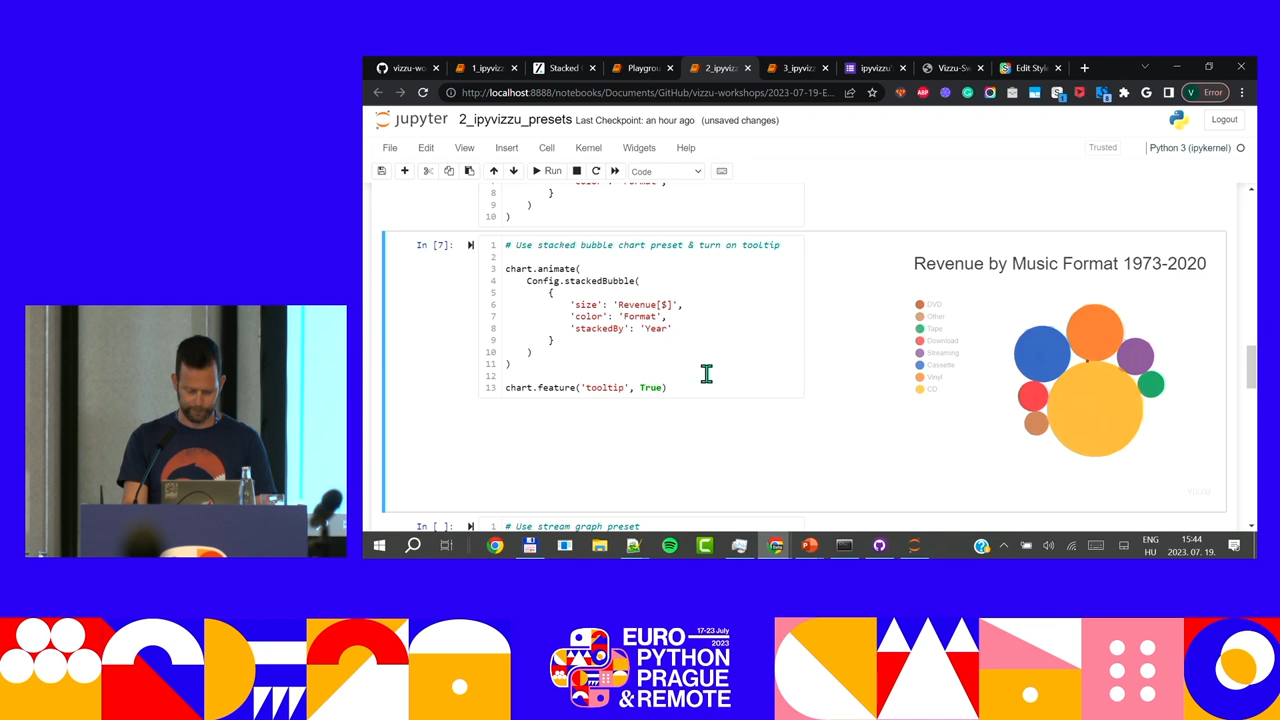 vizzu-wo
1_ipyvizz
Stacked
Playgrou
2_ipyvizz
3_ipyvizz
ipyvizzu
Vizzu-Sw
Edit Style
http://localhost:8888/notebooks/Documents/GitHub/vizzu-workshops/2023-07-19-E...
Error
jupyter 2_ipyvizzu_presets Last Checkpoint: an hour ago (unsaved changes)
Logout
File Edit View Insert Cell Kernel Widgets Help
Trusted
Python 3 (ipykernel)
Run
Code
8 }
9 )
10 )
In [7]:
1 # Use stacked bubble chart preset & turn on tooltip
2
3 chart.animate(
4 Config.stackedBubble(
5 {
6 'size': 'Revenue[$]',
7 'color': 'Format',
8 'stackedBy': 'Year'
9 }
10 )
11 )
12
13 chart.feature('tooltip', True)
Revenue by Music Format 1973-2020
DVD
Other
Tape
Download
Streaming
Cassette
Vinyl
CD
In [ ]:
1 # Use stream graph preset
ENG
HU
15:44
2023. 07. 19.
EURO
17-23 July
2023
PYTHON
PRAGUE
& REMOTE